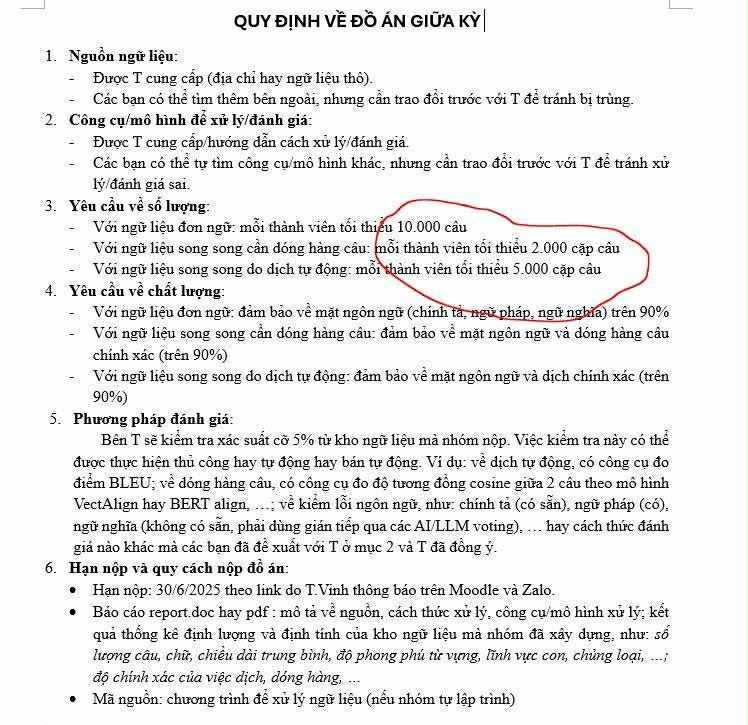 QUY ĐỊNH VỀ ĐỒ ÁN GIỮA KỲ
1. Nguồn ngữ liệu:
- Được T cung cấp (địa chỉ hay ngữ liệu thô).
- Các bạn có thể tìm thêm bên ngoài, nhưng cần trao đổi trước với T để tránh bị trùng.
2. Công cụ/mô hình để xử lý/đánh giá:
- Được T cung cấp/hướng dẫn cách xử lý/đánh giá.
- Các bạn có thể tự tìm công cụ/mô hình khác, nhưng cần trao đổi trước với T để tránh xử
lý/đánh giá sai.
3. Yêu cầu về số lượng:
- Với ngữ liệu đơn ngữ: mỗi thành viên tối thiểu 10.000 câu
- Với ngữ liệu song song cần dóng hàng câu: mỗi thành viên tối thiểu 2.000 cặp câu
- Với ngữ liệu song song do dịch tự động: mỗi thành viên tối thiểu 5.000 cặp câu
4. Yêu cầu về chất lượng:
- Với ngữ liệu đơn ngữ: đảm bảo về mặt ngôn ngữ (chính tả, ngữ pháp, ngữ nghĩa) trên 90%
- Với ngữ liệu song song cần dóng hàng câu: đảm bảo về mặt ngôn ngữ và dóng hàng câu
chính xác (trên 90%)
- Với ngữ liệu song song do dịch tự động: đảm bảo về mặt ngôn ngữ và dịch chính xác (trên
90%)
5. Phương pháp đánh giá:
Bên T sẽ kiểm tra xác suất cỡ 5% từ kho ngữ liệu mà nhóm nộp. Việc kiểm tra này có thể
được thực hiện thủ công hay tự động hay bán tự động. Ví dụ: về dịch tự động, có công cụ đo
điểm BLEU; về dóng hàng câu, có công cụ đo độ tương đồng cosine giữa 2 câu theo mô hình
VectAlign hay BERT align, ...; về kiểm lỗi ngôn ngữ, như: chính tả (có sẵn), ngữ pháp (có),
ngữ nghĩa (không có sẵn, phải dùng gián tiếp qua các AI/LLM voting), ... hay cách thức đánh
giá nào khác mà các bạn đã đề xuất với T ở mục 2 và T đã đồng ý.
6. Hạn nộp và quy cách nộp đồ án:
• Hạn nộp: 30/6/2025 theo link do T.Vinh thông báo trên Moodle và Zalo.
• Báo cáo report.doc hay pdf : mô tả về nguồn, cách thức xử lý, công cụ/mô hình xử lý; kết
quả thống kê định lượng và định tính của kho ngữ liệu mà nhóm đã xây dựng, như: số
lượng câu, chữ, chiều dài trung bình, độ phong phú từ vựng, lĩnh vực con, chủng loại, ...;
độ chính xác của việc dịch, dóng hàng, ...
• Mã nguồn: chương trình để xử lý ngữ liệu (nếu nhóm tự lập trình)